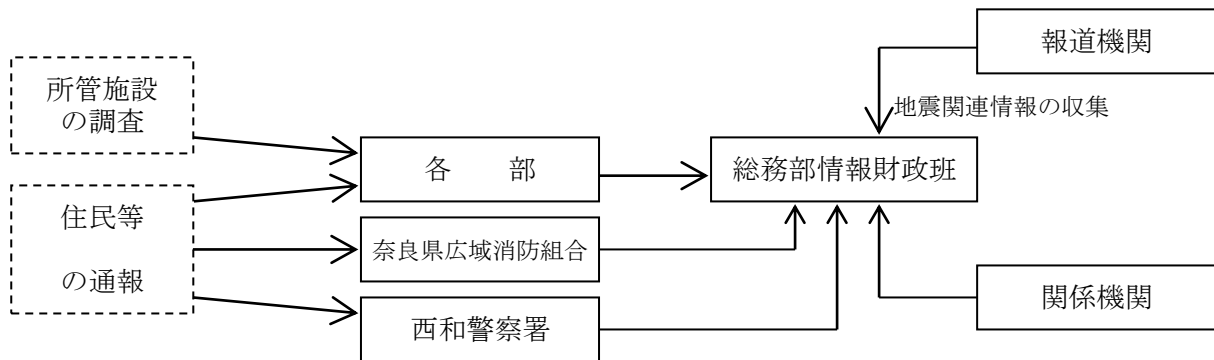 所管施設
の調査
住民等
の通報
各　　部
奈良県広域消防組合
西和警察署
報道機関
地震関連情報の収集
総務部情報財政班
関係機関